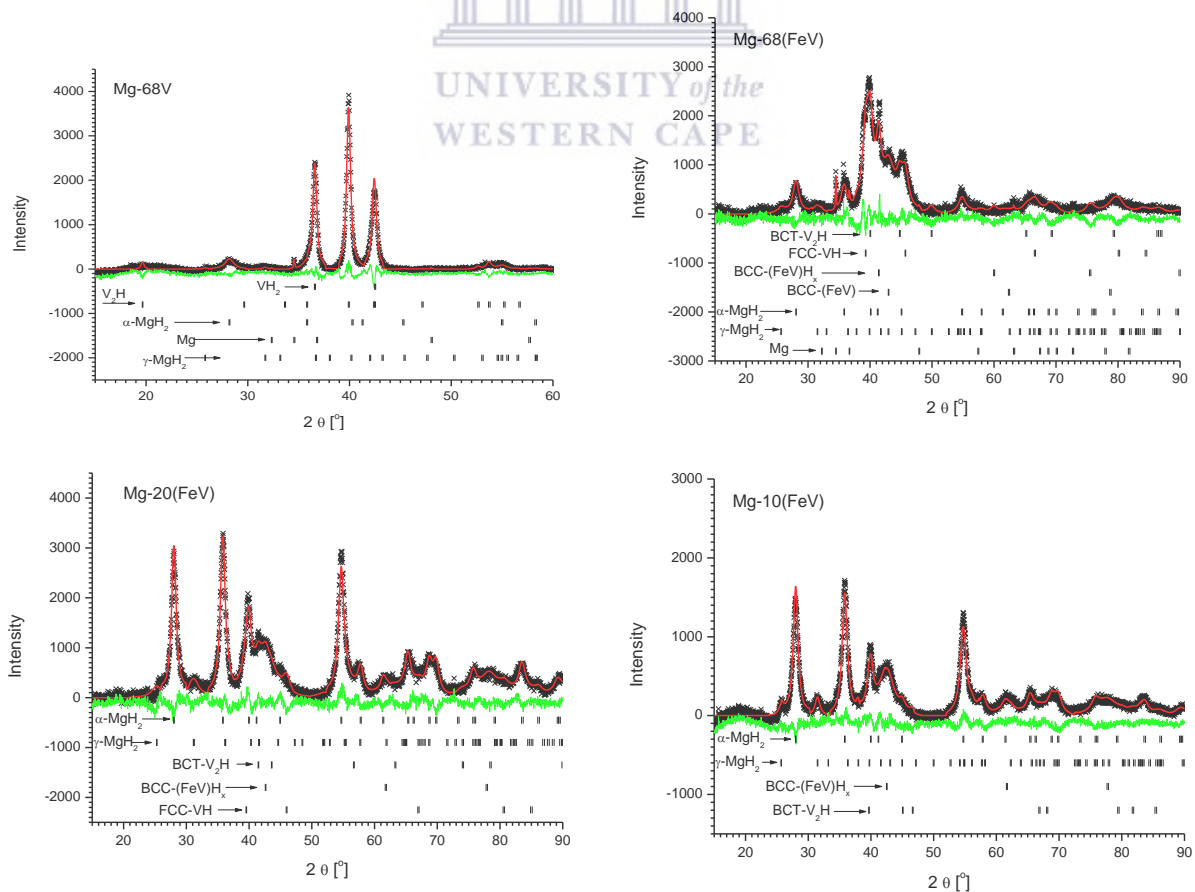 UNIVERSITY of the
WESTERN CAPE
Mg-68V
4000
3000
2000
1000
0
-1000
-2000
Intensity
VH₂
V₂H
α-MgH₂
Mg
γ-MgH₂
20 30 40 50 60
2 θ [°]
Mg-68(FeV)
4000
3000
2000
1000
0
-1000
-2000
-3000
Intensity
BCT-V₂H
FCC-VH
BCC-(FeV)Hₓ
BCC-(FeV)
α-MgH₂
γ-MgH₂
Mg
20 30 40 50 60 70 80 90
2 θ [°]
Mg-20(FeV)
4000
3000
2000
1000
0
-1000
-2000
Intensity
α-MgH₂
γ-MgH₂
BCT-V₂H
BCC-(FeV)Hₓ
FCC-VH
20 30 40 50 60 70 80 90
2 θ [°]
Mg-10(FeV)
3000
2000
1000
0
-1000
Intensity
α-MgH₂
γ-MgH₂
BCC-(FeV)Hₓ
BCT-V₂H
20 30 40 50 60 70 80 90
2 θ [°]